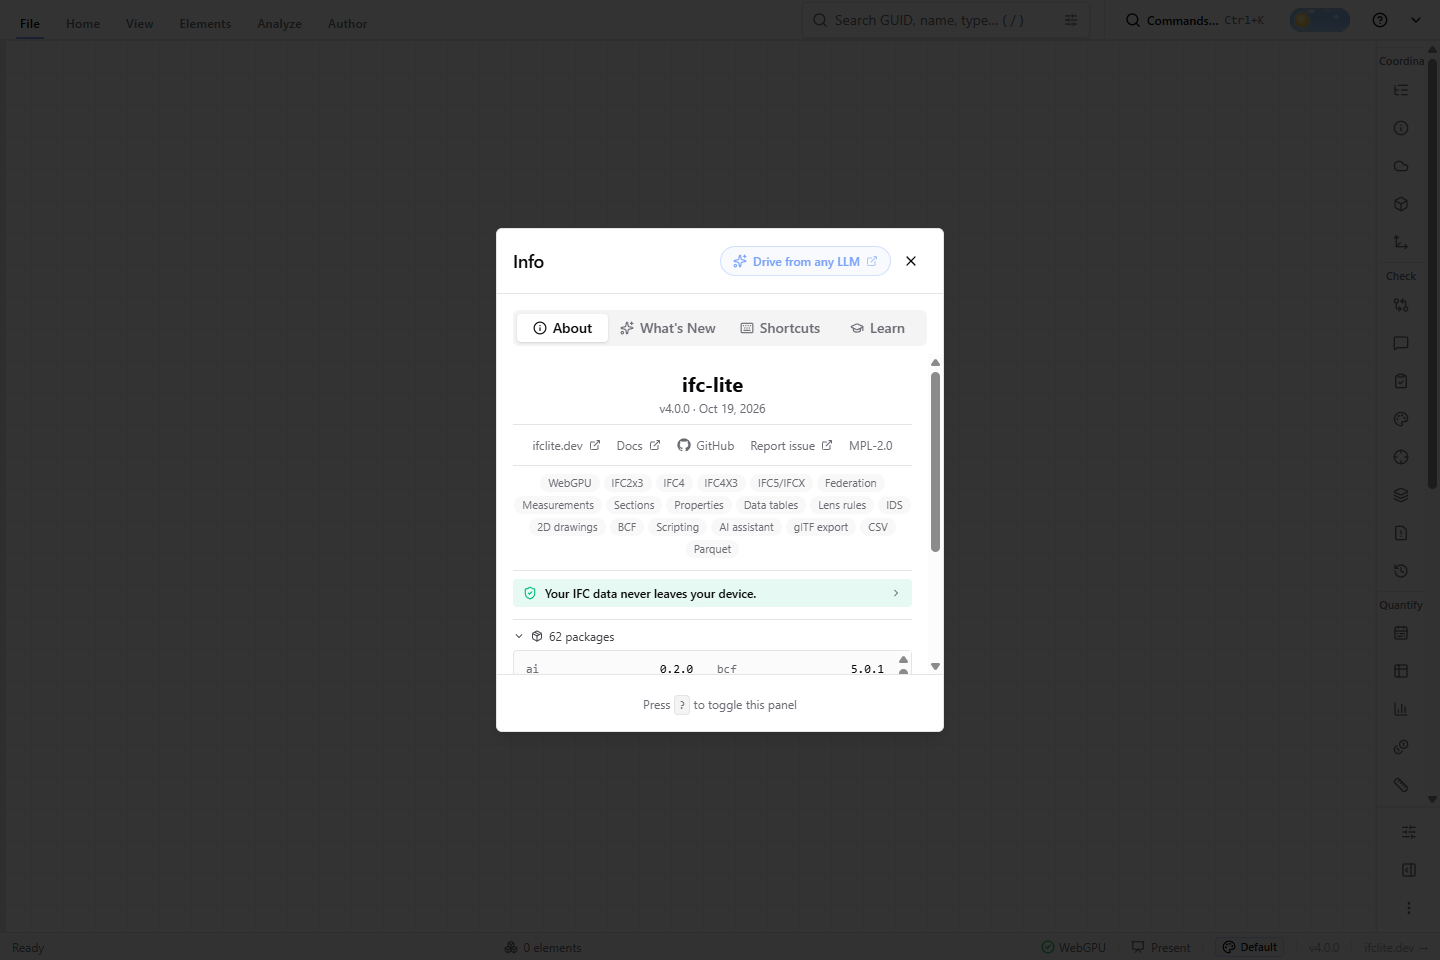 File Home View Elements Analyze Author Search GUID, name, type... ( / ) Commands... Ctrl+K
Coordina
Check
Quantify
Info Drive from any LLM
About What's New Shortcuts Learn
ifc-lite
v4.0.0 · Oct 19, 2026
ifclite.dev Docs GitHub Report issue MPL-2.0
WebGPU IFC2x3 IFC4 IFC4X3 IFC5/IFCX Federation
Measurements Sections Properties Data tables Lens rules IDS
2D drawings BCF Scripting AI assistant glTF export CSV
Parquet
Your IFC data never leaves your device.
62 packages
ai 0.2.0 bcf 5.0.1
Press ? to toggle this panel
Ready 0 elements WebGPU Present Default v4.0.0 ifclite.dev →